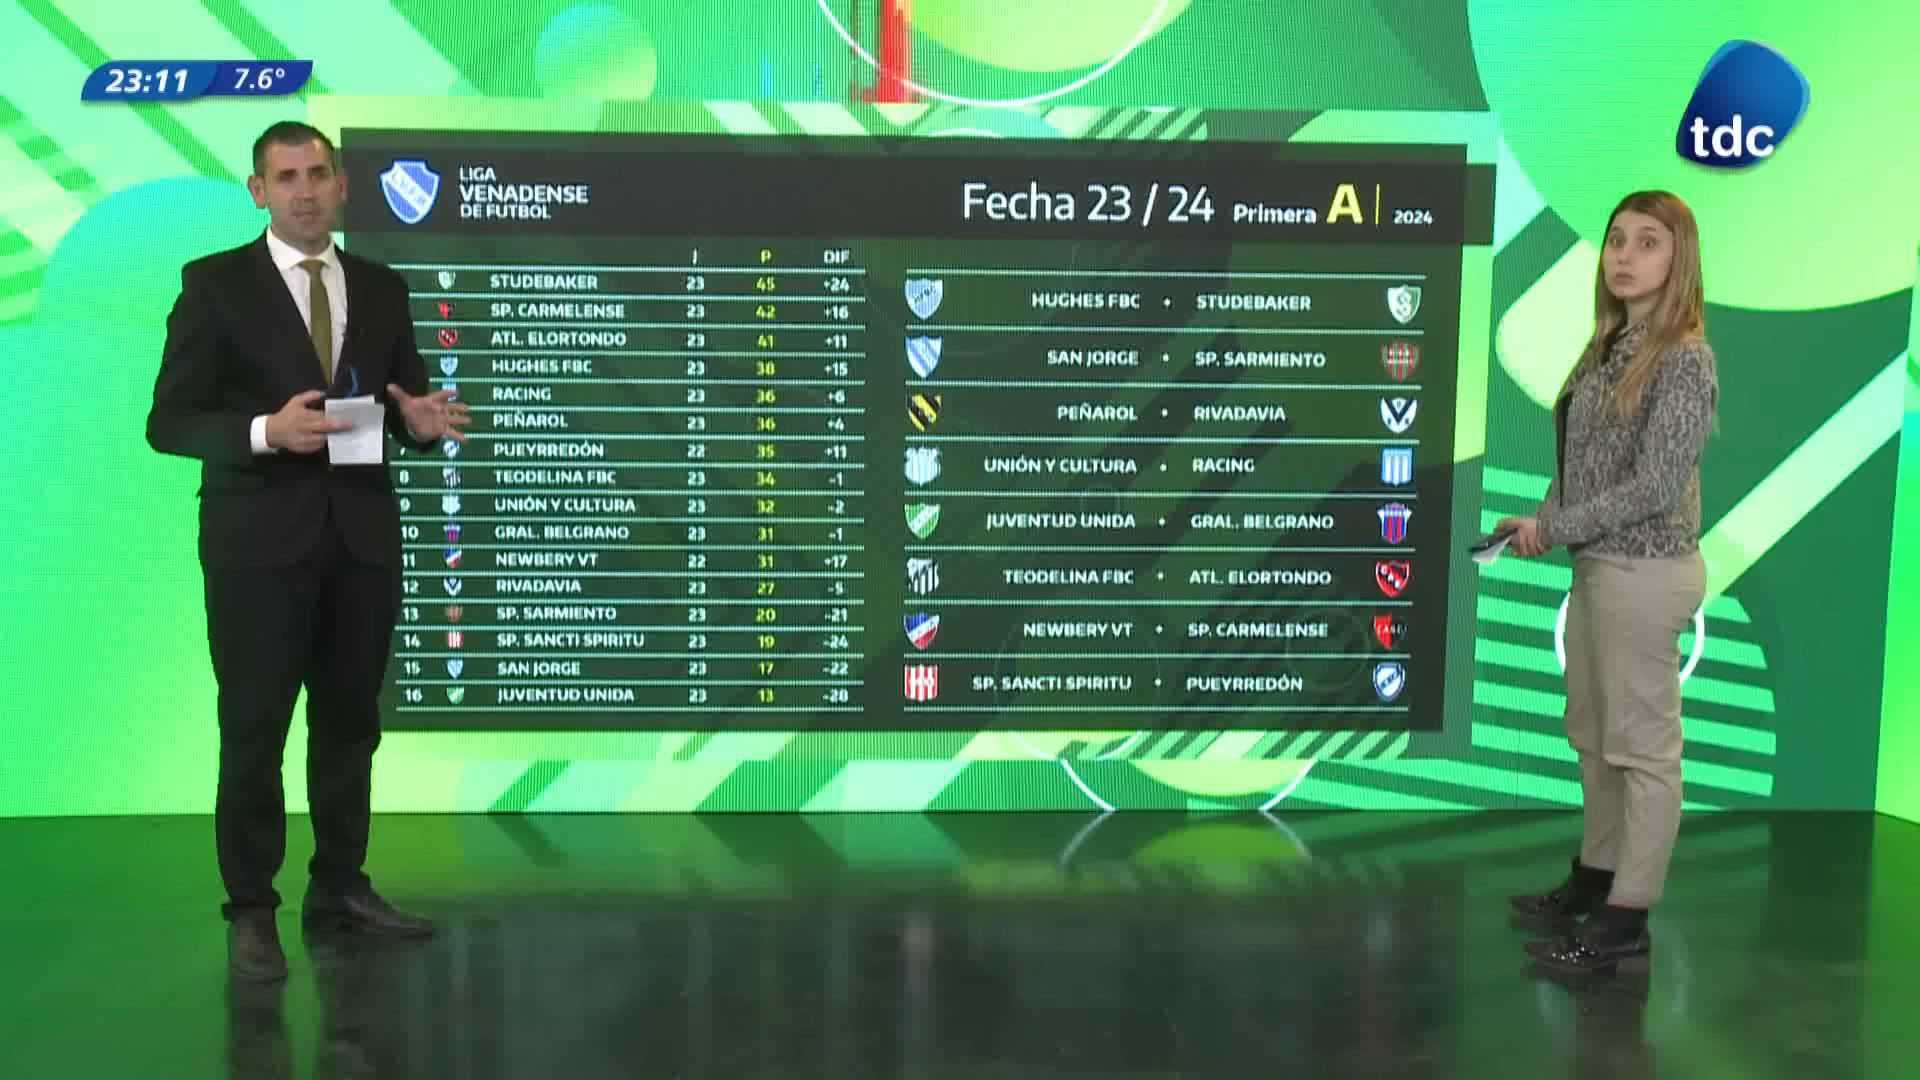 23:11 7.6°
tdc
LIGA
VENADENSE
DE FUTBOL
Fecha 23 / 24 Primera A 2024
J P DIF
STUDEBAKER 23 45 +24
SP. CARMELENSE 23 42 +16
ATL. ELORTONDO 23 41 +11
HUGHES FBC 23 38 +15
RACING 23 36 +6
PEÑAROL 23 36 +4
7 PUEYRREDÓN 22 35 +11
8 TEODELINA FBC 23 34 -1
9 UNIÓN Y CULTURA 23 32 -2
10 GRAL. BELGRANO 23 31 -1
11 NEWBERY VT 22 31 +17
12 RIVADAVIA 23 27 -5
13 SP. SARMIENTO 23 20 -21
14 SP. SANCTI SPIRITU 23 19 -24
15 SAN JORGE 23 17 -22
16 JUVENTUD UNIDA 23 13 -28
HUGHES FBC • STUDEBAKER
SAN JORGE • SP. SARMIENTO
PEÑAROL • RIVADAVIA
UNIÓN Y CULTURA • RACING
JUVENTUD UNIDA • GRAL. BELGRANO
TEODELINA FBC • ATL. ELORTONDO
NEWBERY VT • SP. CARMELENSE
SP. SANCTI SPIRITU • PUEYRREDÓN